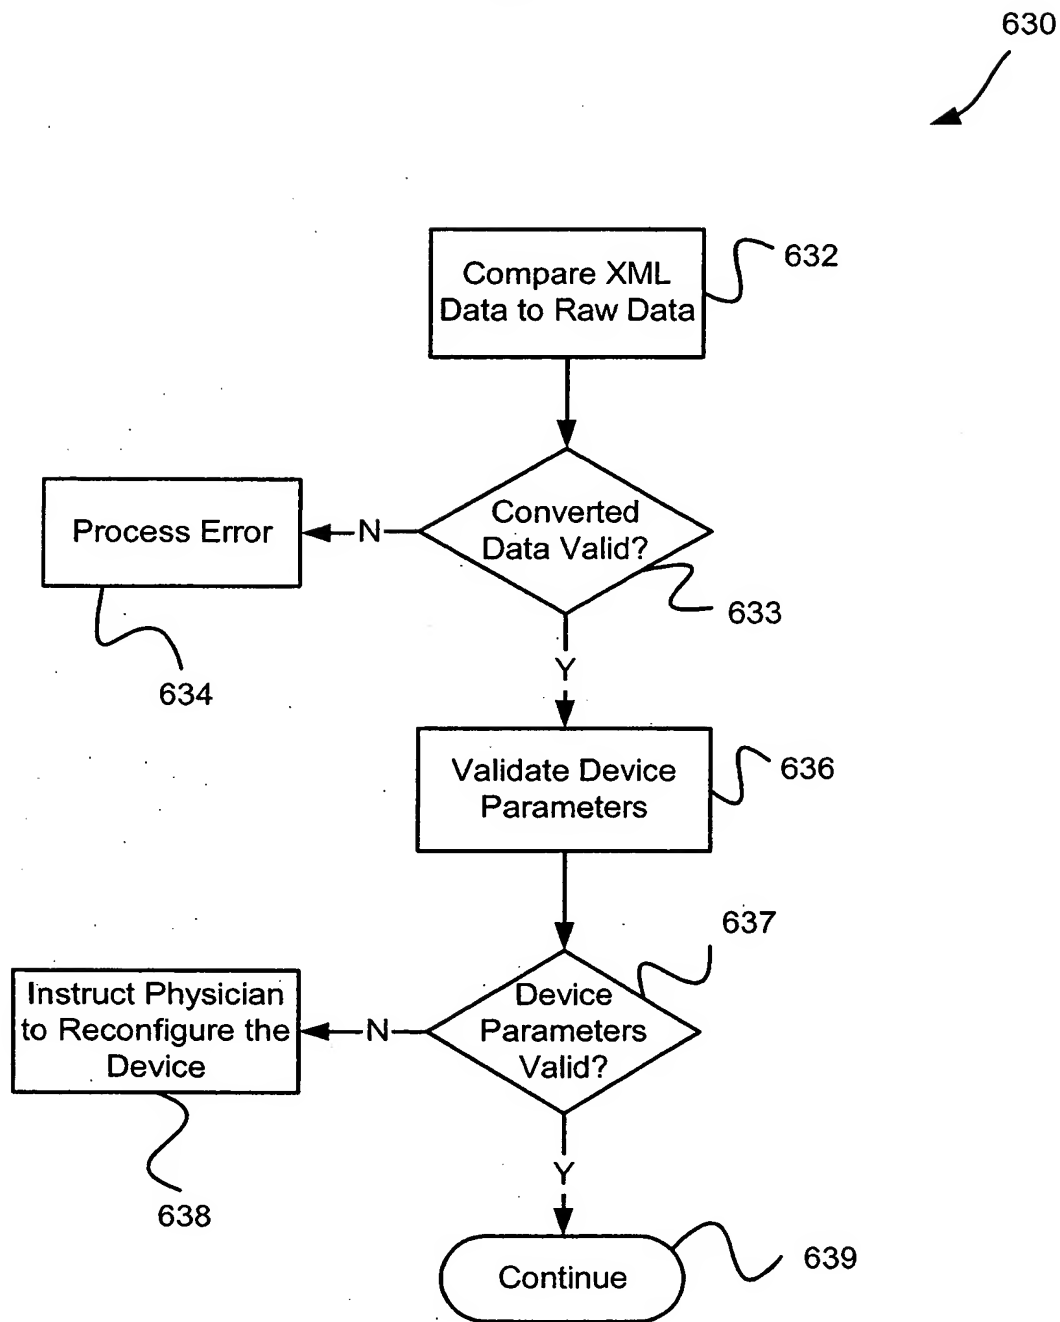 630
Compare XML
Data to Raw Data
632
Converted
Data Valid?
633
N
Process Error
634
Y
Validate Device
Parameters
636
637
Device
Parameters
Valid?
N
Instruct Physician
to Reconfigure the
Device
638
Y
Continue
639